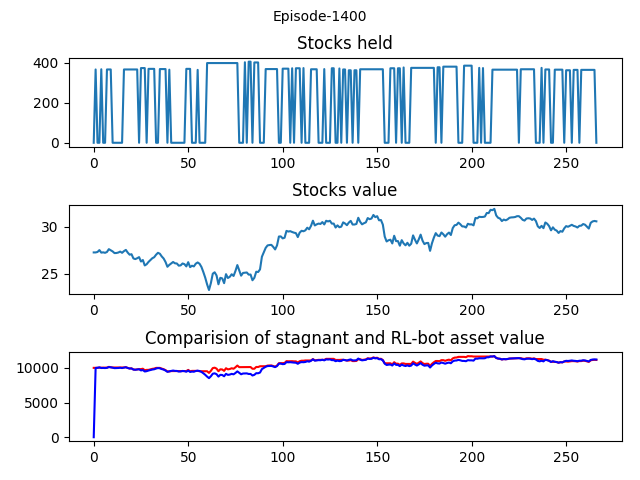 Episode-1400
Stocks held
400
200
0
0 50 100 150 200 250
Stocks value
30
25
0 50 100 150 200 250
Comparision of stagnant and RL-bot asset value
10000
5000
0
0 50 100 150 200 250